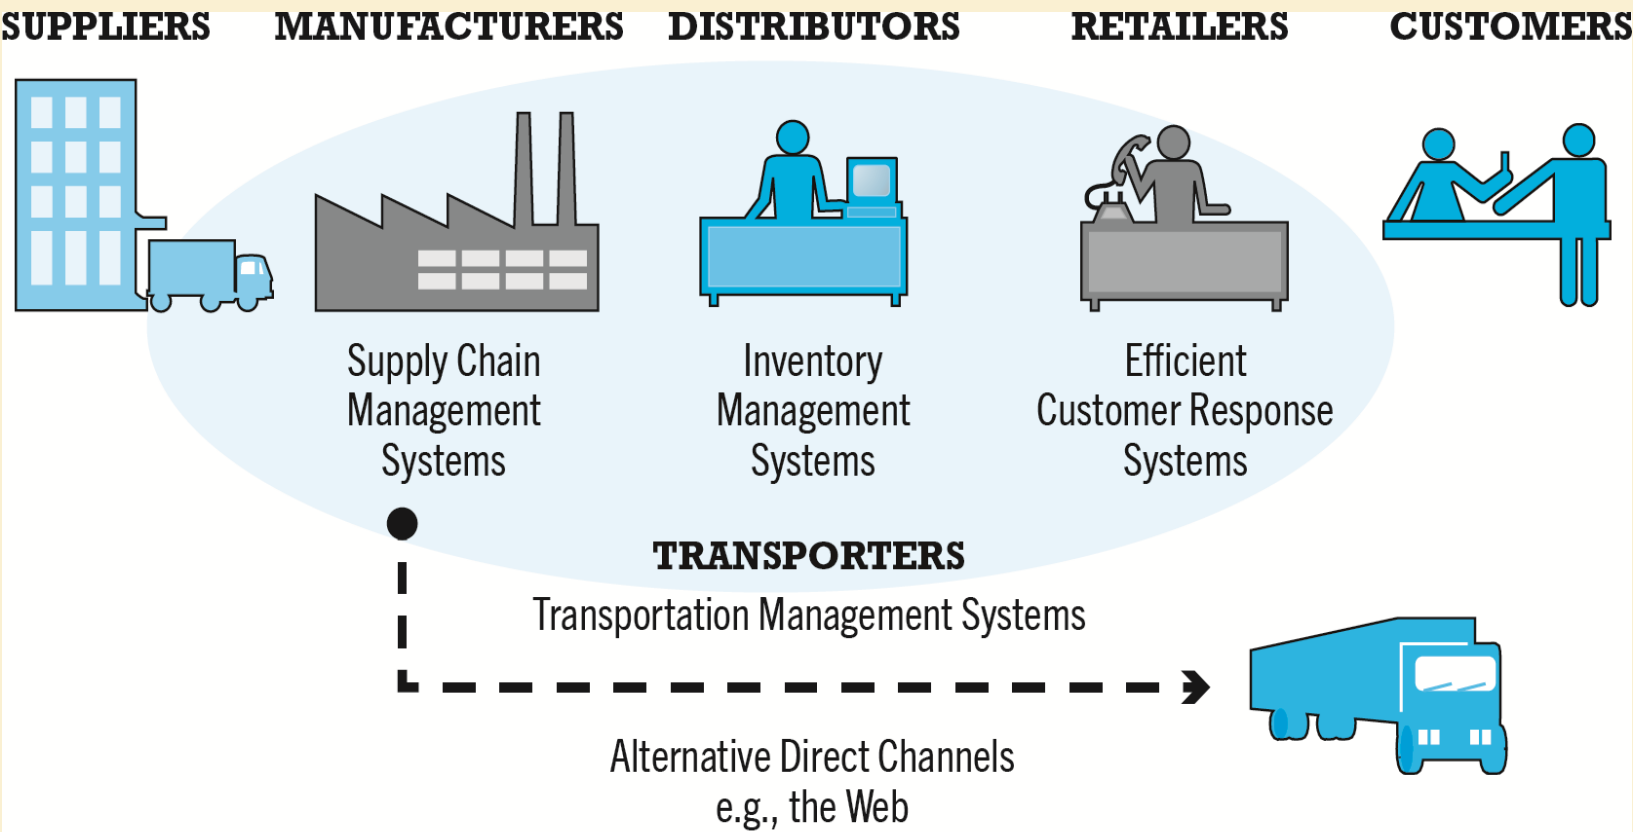 SUPPLIERS MANUFACTURERS DISTRIBUTORS RETAILERS CUSTOMERS
Supply Chain
Management
Systems
Inventory
Management
Systems
Efficient
Customer Response
Systems
TRANSPORTERS
Transportation Management Systems
Alternative Direct Channels
e.g., the Web